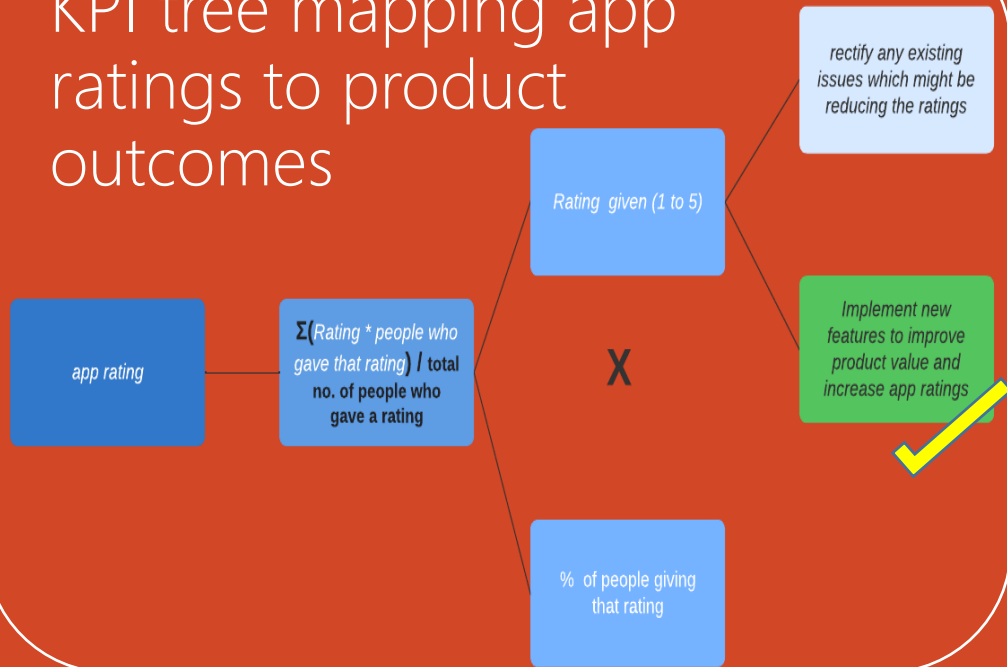 KPI tree mapping app
ratings to product
outcomes
rectify any existing
issues which might be
reducing the ratings
Rating given (1 to 5)
app rating
Σ(Rating * people who
gave that rating) / total
no. of people who
gave a rating
X
Implement new
features to improve
product value and
increase app ratings
% of people giving
that rating